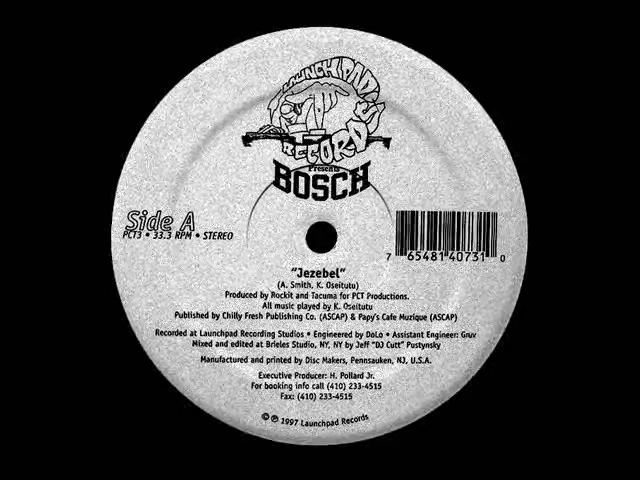 LAUNCH PAD
RECORDS
Presents
BOSCH
Side A
PCT3 • 33.3 RPM • STEREO
7 65481 40731 0
"Jezebel"
(A. Smith, K. Oseitutu)
Produced by Rockit and Tacuma for PCT Productions.
All music played by K. Oseitutu
Published by Chilly Fresh Publishing Co. (ASCAP) & Papy's Cafe Muzique (ASCAP)
Recorded at Launchpad Recording Studios • Engineered by DoLo • Assistant Engineer: Gruv
Mixed and edited at Brieles Studio, NY, NY by Jeff "DJ Cutt" Pustynsky
Manufactured and printed by Disc Makers, Pennsauken, NJ, U.S.A.
Executive Producer: H. Pollard Jr.
For booking info call (410) 233-4515
Fax: (410) 233-4515
© ℗ 1997 Launchpad Records